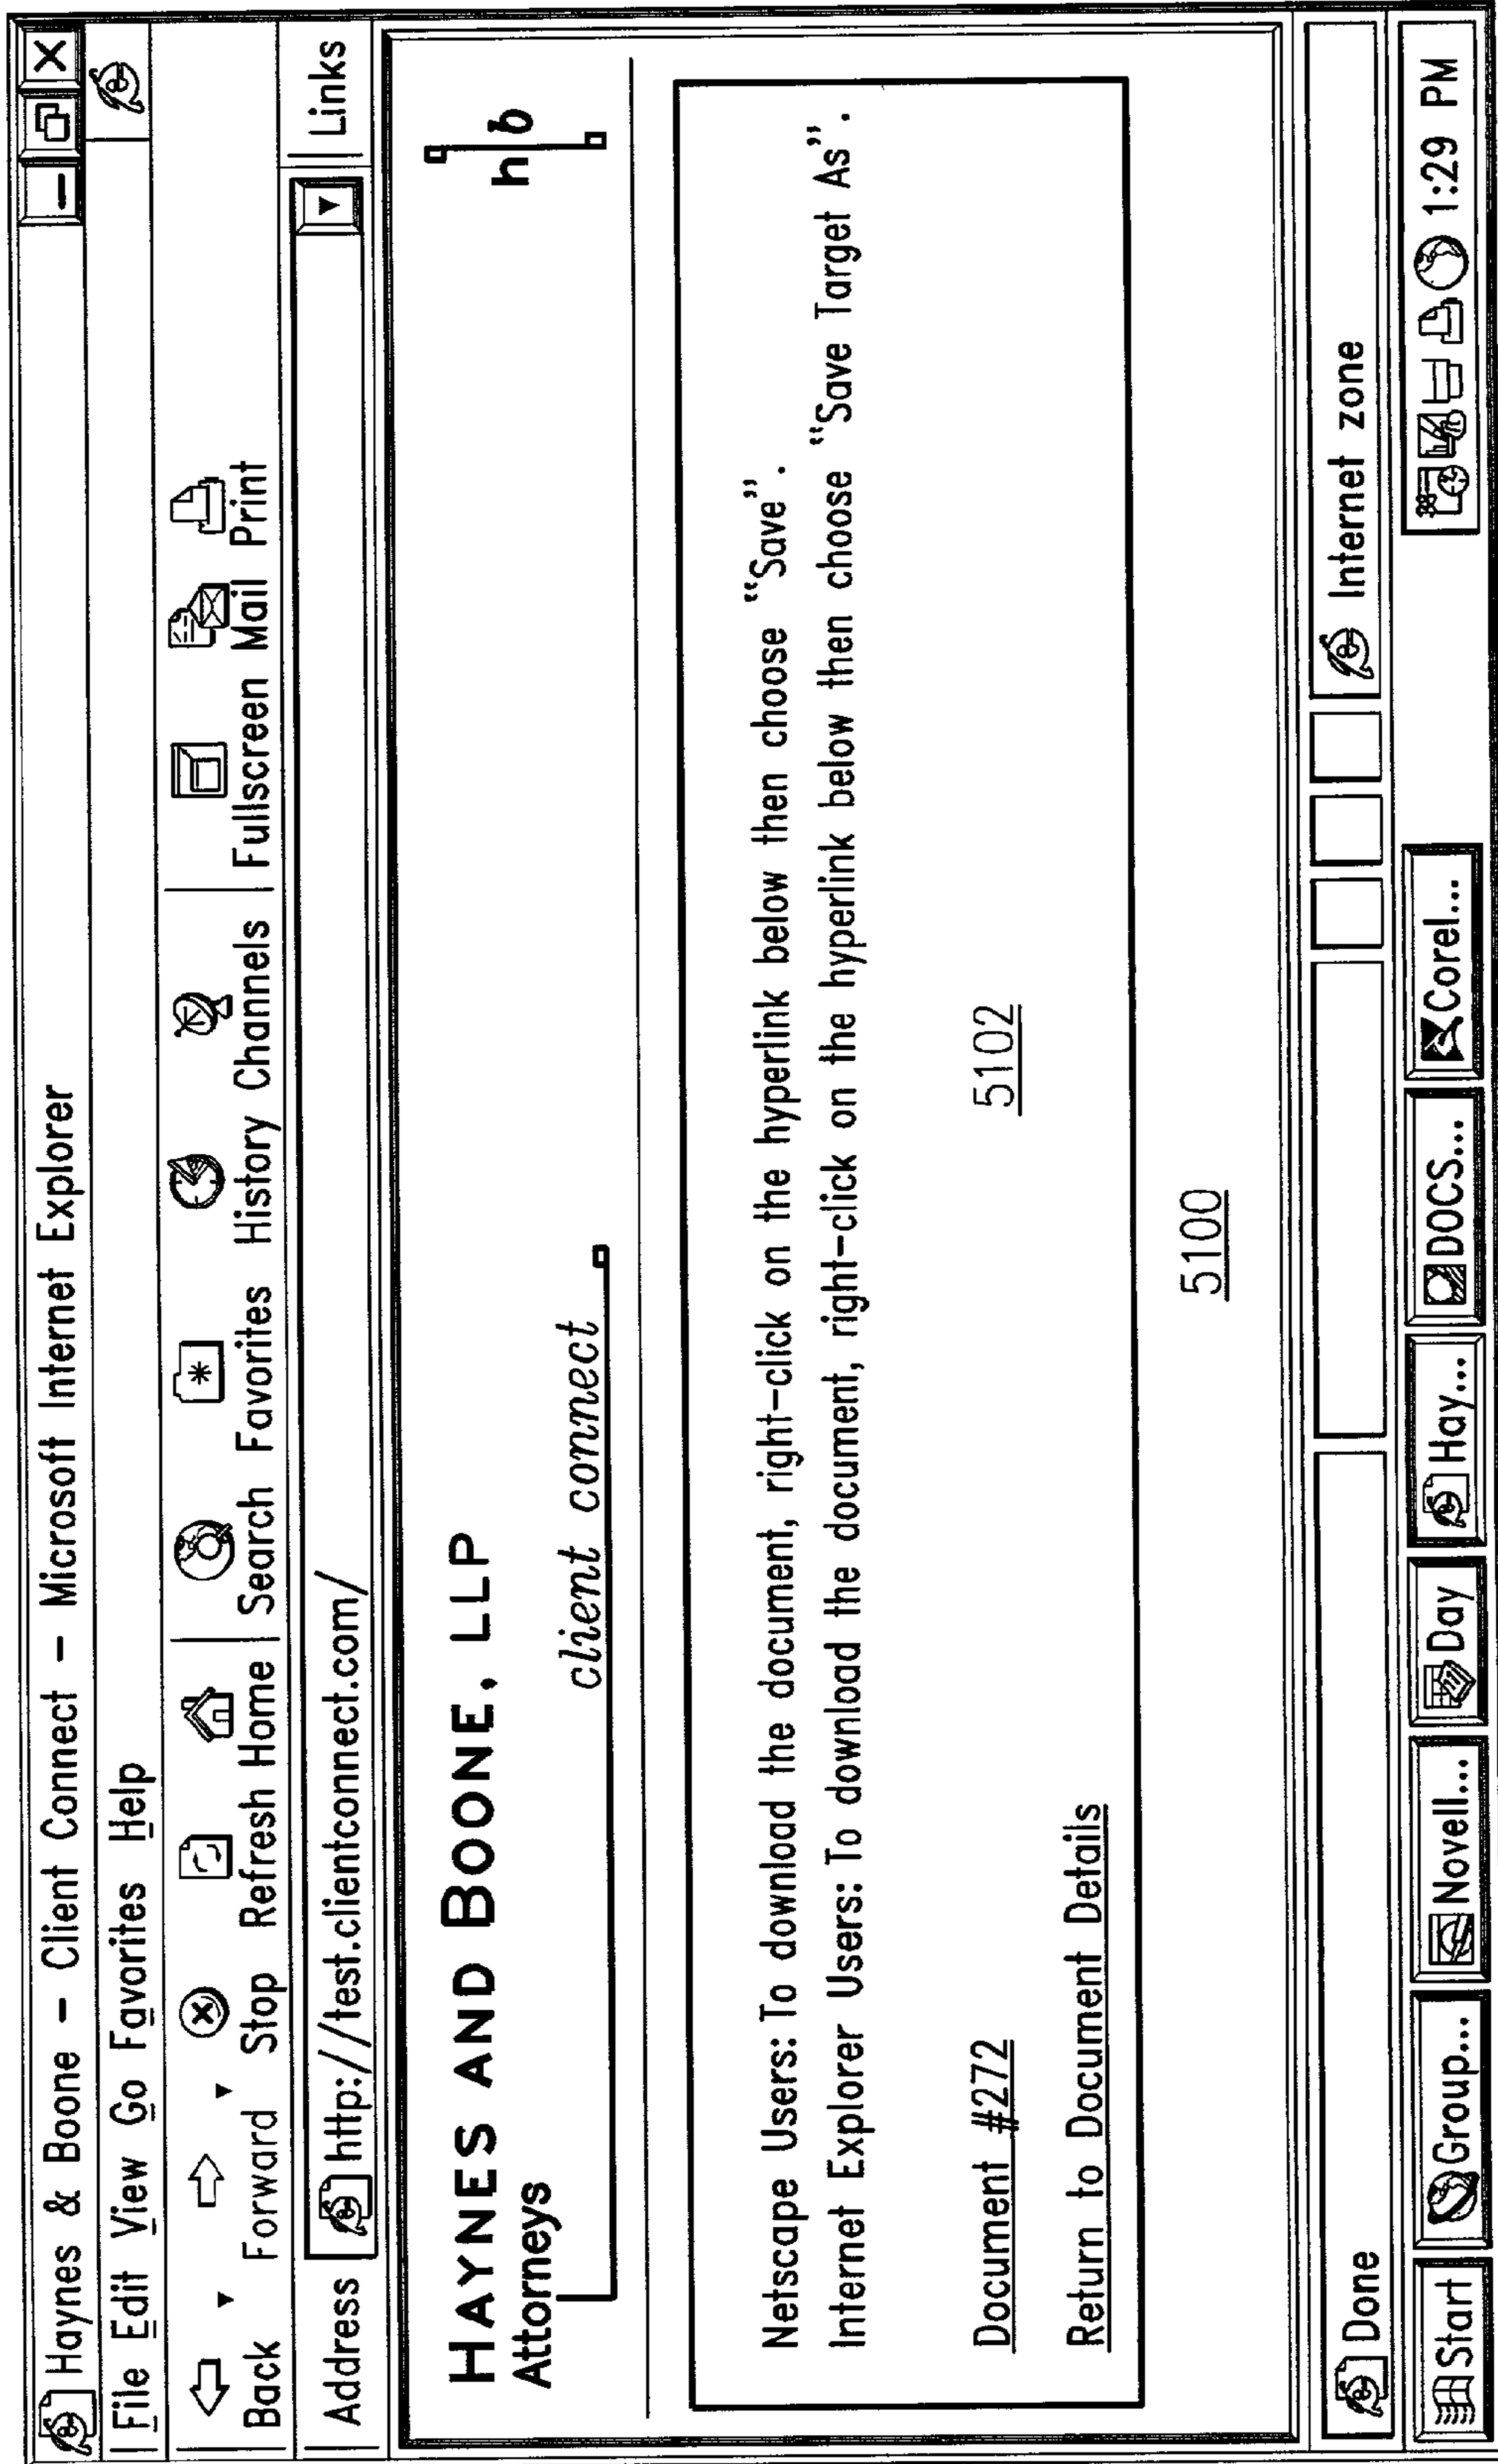 Haynes & Boone – Client Connect – Microsoft Internet Explorer
File Edit View Go Favorites Help
Back Forward Stop Refresh Home Search Favorites History Channels Fullscreen Mail Print
Address http://test.clientconnect.com/ Links
HAYNES AND BOONE, LLP
Attorneys
client connect
h b
Netscape Users: To download the document, right-click on the hyperlink below then choose "Save".
Internet Explorer Users: To download the document, right-click on the hyperlink below then choose "Save Target As".
Document #272
5102
Return to Document Details
5100
Done Internet zone
Start Group... Novell... Day Hay... DOCS... Corel... 1:29 PM